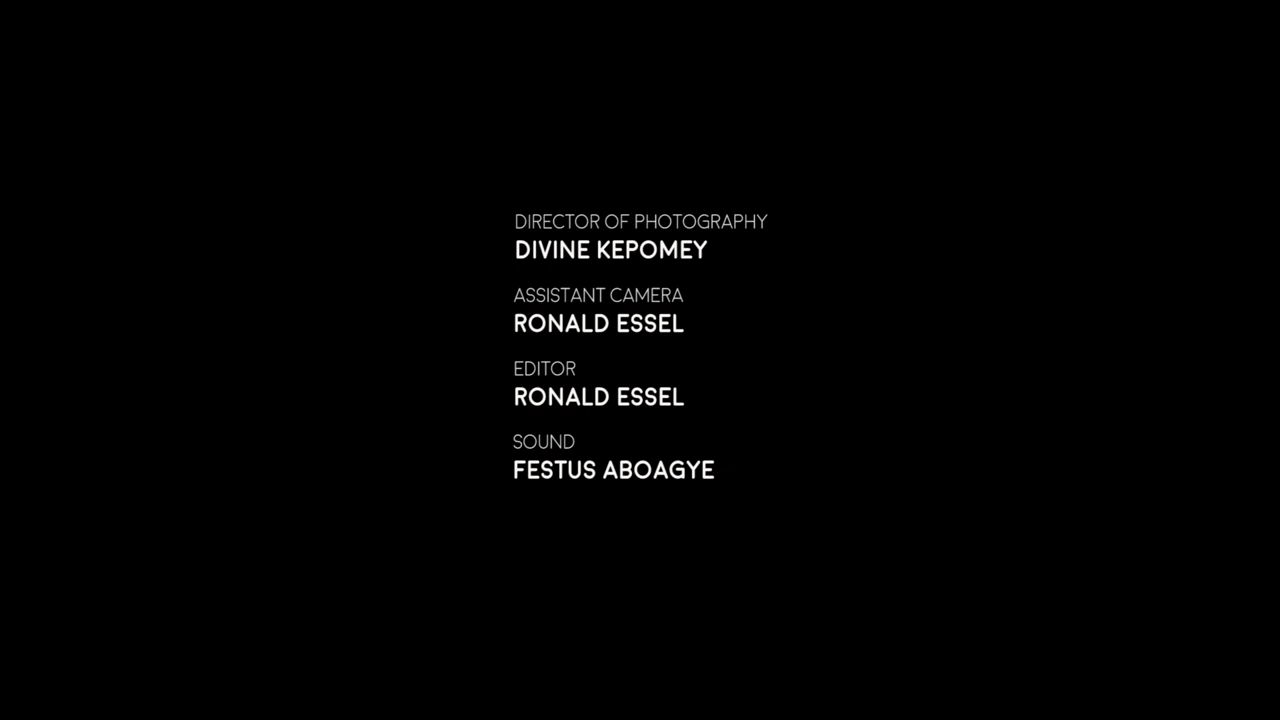 DIRECTOR OF PHOTOGRAPHY
DIVINE KEPOMEY
ASSISTANT CAMERA
RONALD ESSEL
EDITOR
RONALD ESSEL
SOUND
FESTUS ABOAGYE